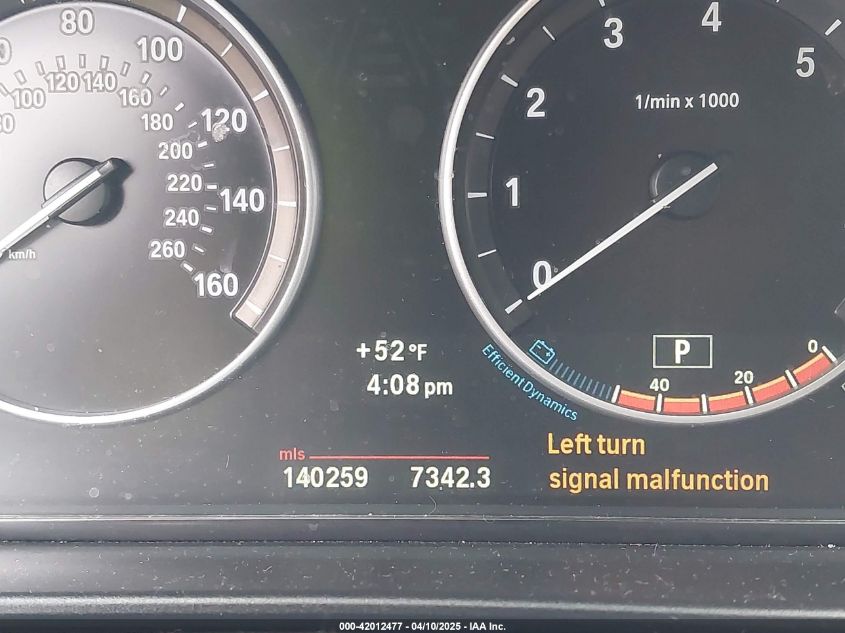 80
100
120
140
160
100
120
140
160
180
200
220
240
260
km/h
0
1
2
3
4
5
1/min x 1000
+52 °F
4:08 pm
P
40
20
0
EfficientDynamics
mls
140259 7342.3
Left turn
signal malfunction
000-42012477 - 04/10/2025 - IAA Inc.